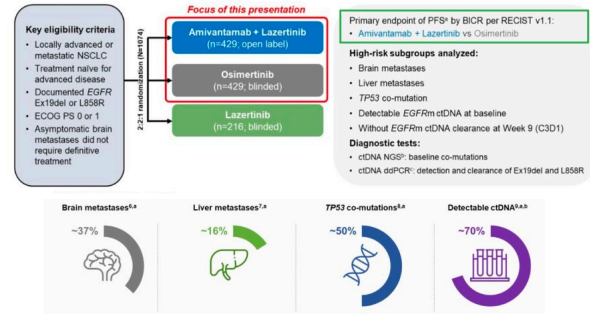 Focus of this presentation
Key eligibility criteria
• Locally advanced or
metastatic NSCLC
• Treatment naïve for
advanced disease
• Documented EGFR
Ex19del or L858R
• ECOG PS 0 or 1
• Asymptomatic brain
metastases did not
require definitive
treatment
2:2:1 randomization (N=1074)
Amivantamab + Lazertinib
(n=429; open label)
Osimertinib
(n=429; blinded)
Lazertinib
(n=216; blinded)
Primary endpoint of PFSᵃ by BICR per RECIST v1.1:
• Amivantamab + Lazertinib vs Osimertinib
High-risk subgroups analyzed:
• Brain metastases
• Liver metastases
• TP53 co-mutation
• Detectable EGFRm ctDNA at baseline
• Without EGFRm ctDNA clearance at Week 9 (C3D1)
Diagnostic tests:
• ctDNA NGSᵇ: baseline co-mutations
• ctDNA ddPCRᶜ: detection and clearance of Ex19del and L858R
Brain metastases⁶,ᵃ
~37%
Liver metastases⁷,ᵃ
~16%
TP53 co-mutations⁸,ᵃ
~50%
Detectable ctDNA⁹,ᵃ,ᵇ
~70%